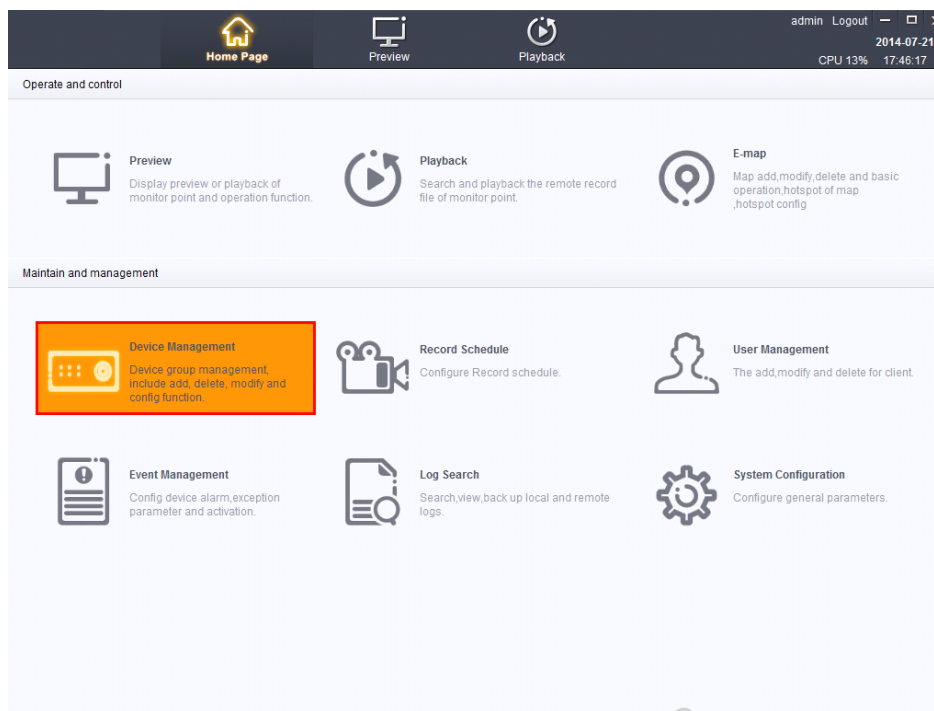 admin Logout
2014-07-21
CPU 13% 17:46:17
Home Page
Preview
Playback
Operate and control
Preview
Display preview or playback of
monitor point and operation function.
Playback
Search and playback the remote record
file of monitor point.
E-map
Map add,modify,delete and basic
operation,hotspot of map
,hotspot config
Maintain and management
Device Management
Device group management,
include add, delete, modify and
config function.
Record Schedule
Configure Record schedule.
User Management
The add,modify and delete for client.
Event Management
Config device alarm,exception
parameter and activation.
Log Search
Search,view,back up local and remote
logs.
System Configuration
Configure general parameters.